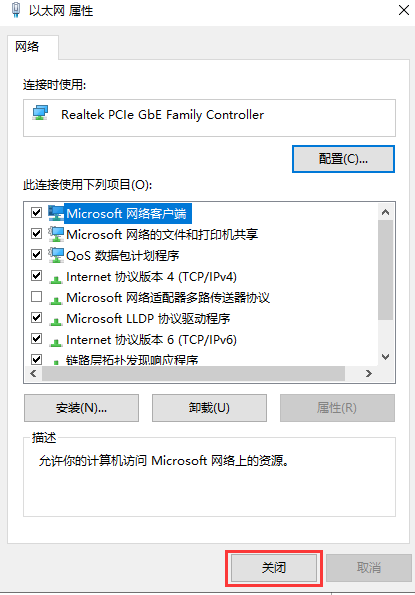 以太网 属性
网络
连接时使用:
Realtek PCIe GbE Family Controller
配置(C)...
此连接使用下列项目(O):
Microsoft 网络客户端
Microsoft 网络的文件和打印机共享
QoS 数据包计划程序
Internet 协议版本 4 (TCP/IPv4)
Microsoft 网络适配器多路传送器协议
Microsoft LLDP 协议驱动程序
Internet 协议版本 6 (TCP/IPv6)
链路层拓扑发现响应程序
安装(N)... 卸载(U) 属性(R)
描述
允许你的计算机访问 Microsoft 网络上的资源。
关闭 取消